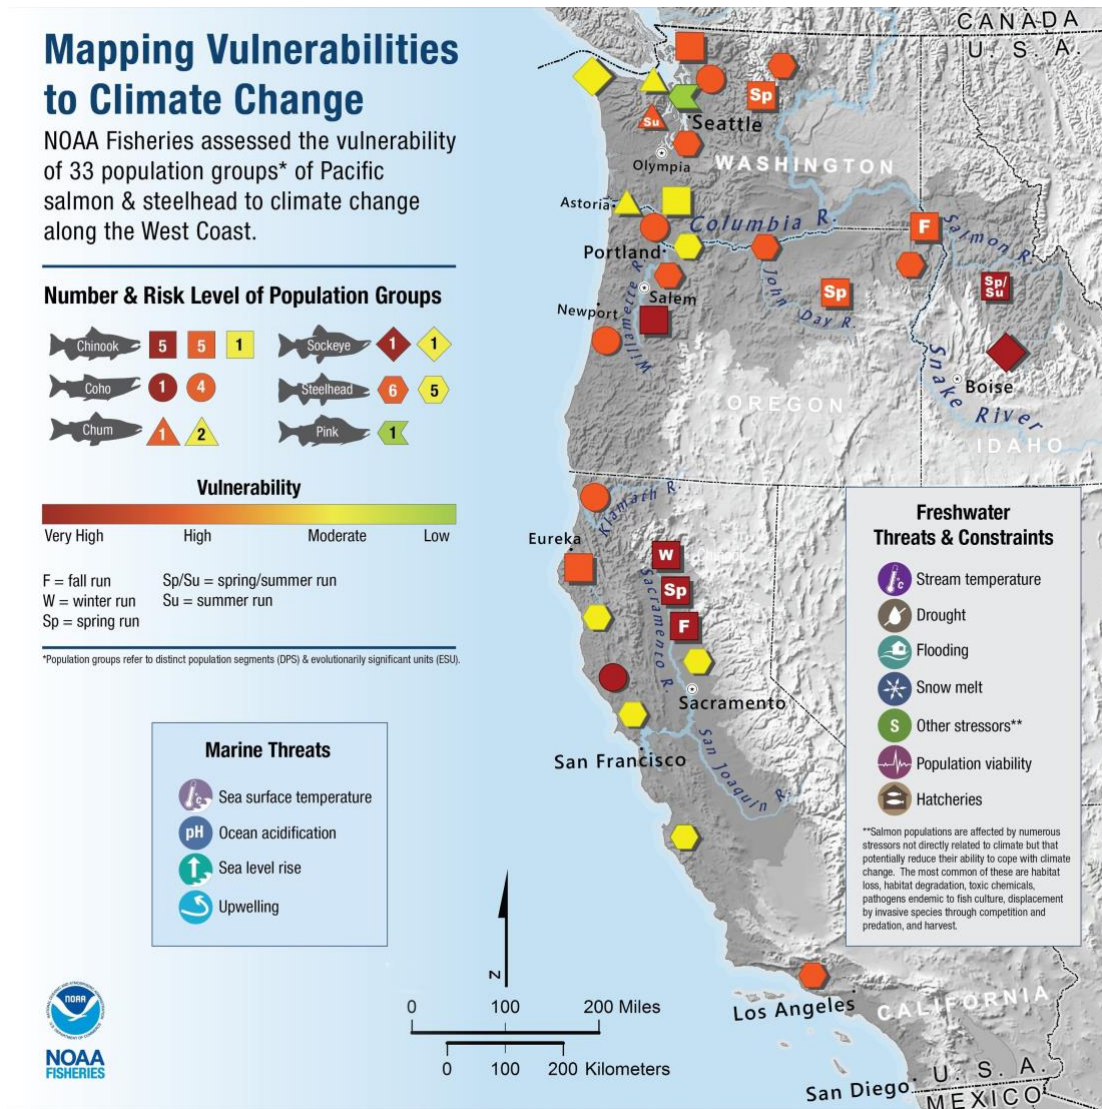 Mapping Vulnerabilities
to Climate Change
NOAA Fisheries assessed the vulnerability
of 33 population groups* of Pacific
salmon & steelhead to climate change
along the West Coast.
Number & Risk Level of Population Groups
Chinook 5 5 1
Sockeye 1 1
Coho 1 4
Steelhead 6 5
Chum 1 2
Pink 1
Vulnerability
Very High High Moderate Low
F = fall run
W = winter run
Sp = spring run
Sp/Su = spring/summer run
Su = summer run
*Population groups refer to distinct population segments (DPS) & evolutionarily significant units (ESU).
Marine Threats
Sea surface temperature
pH Ocean acidification
Sea level rise
Upwelling
NOAA
NOAA
FISHERIES
N
0 100 200 Miles
0 100 200 Kilometers
CANADA
U. S. A.
Sp
Su
Seattle
Olympia
WASHINGTON
Astoria
Columbia R.
F
Salmon R.
Portland
Sp/
Su
Salem
John
Day R.
Sp
Newport
Willamette R.
Boise
Snake River
OREGON
IDAHO
Klamath R.
Eureka
W
Sp
F
Sacramento R.
Sacramento
San Francisco
San Joaquin R.
Los Angeles
CALIFORNIA
San Diego
U. S. A.
MEXICO
Freshwater
Threats & Constraints
°C Stream temperature
Drought
Flooding
Snow melt
S Other stressors**
Population viability
Hatcheries
**Salmon populations are affected by numerous
stressors not directly related to climate but that
potentially reduce their ability to cope with climate
change. The most common of these are habitat
loss, habitat degradation, toxic chemicals,
pathogens endemic to fish culture, displacement
by invasive species through competition and
predation, and harvest.